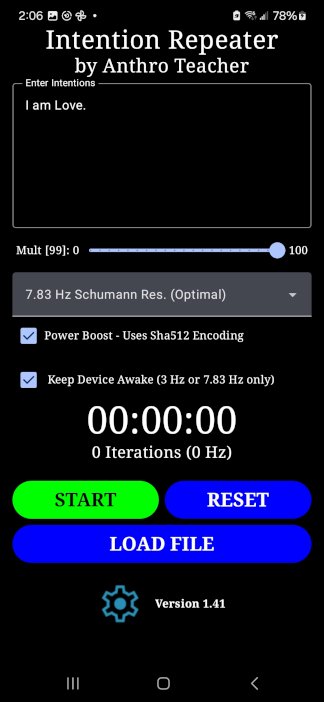 2:06
78%
Intention Repeater
by Anthro Teacher
Enter Intentions
I am Love.
Mult [99]: 0 100
7.83 Hz Schumann Res. (Optimal)
Power Boost - Uses Sha512 Encoding
Keep Device Awake (3 Hz or 7.83 Hz only)
00:00:00
0 Iterations (0 Hz)
START RESET
LOAD FILE
Version 1.41